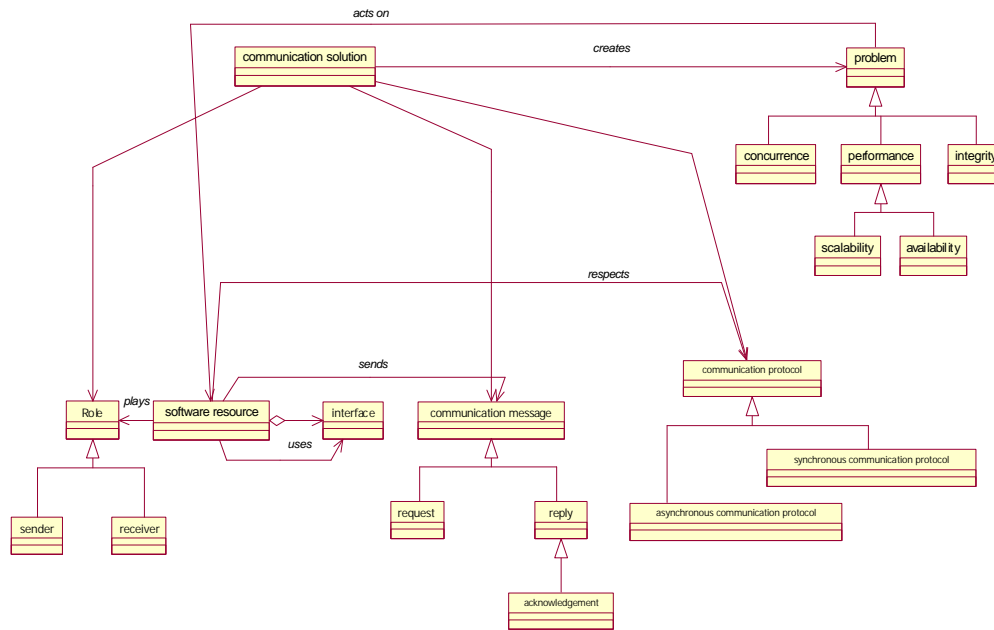 acts on
communication solution
creates
problem
concurrence
performance
integrity
scalability
availability
respects
sends
communication protocol
plays
Role
software resource
interface
communication message
uses
synchronous communication protocol
request
reply
asynchronous communication protocol
sender
receiver
acknowledgement